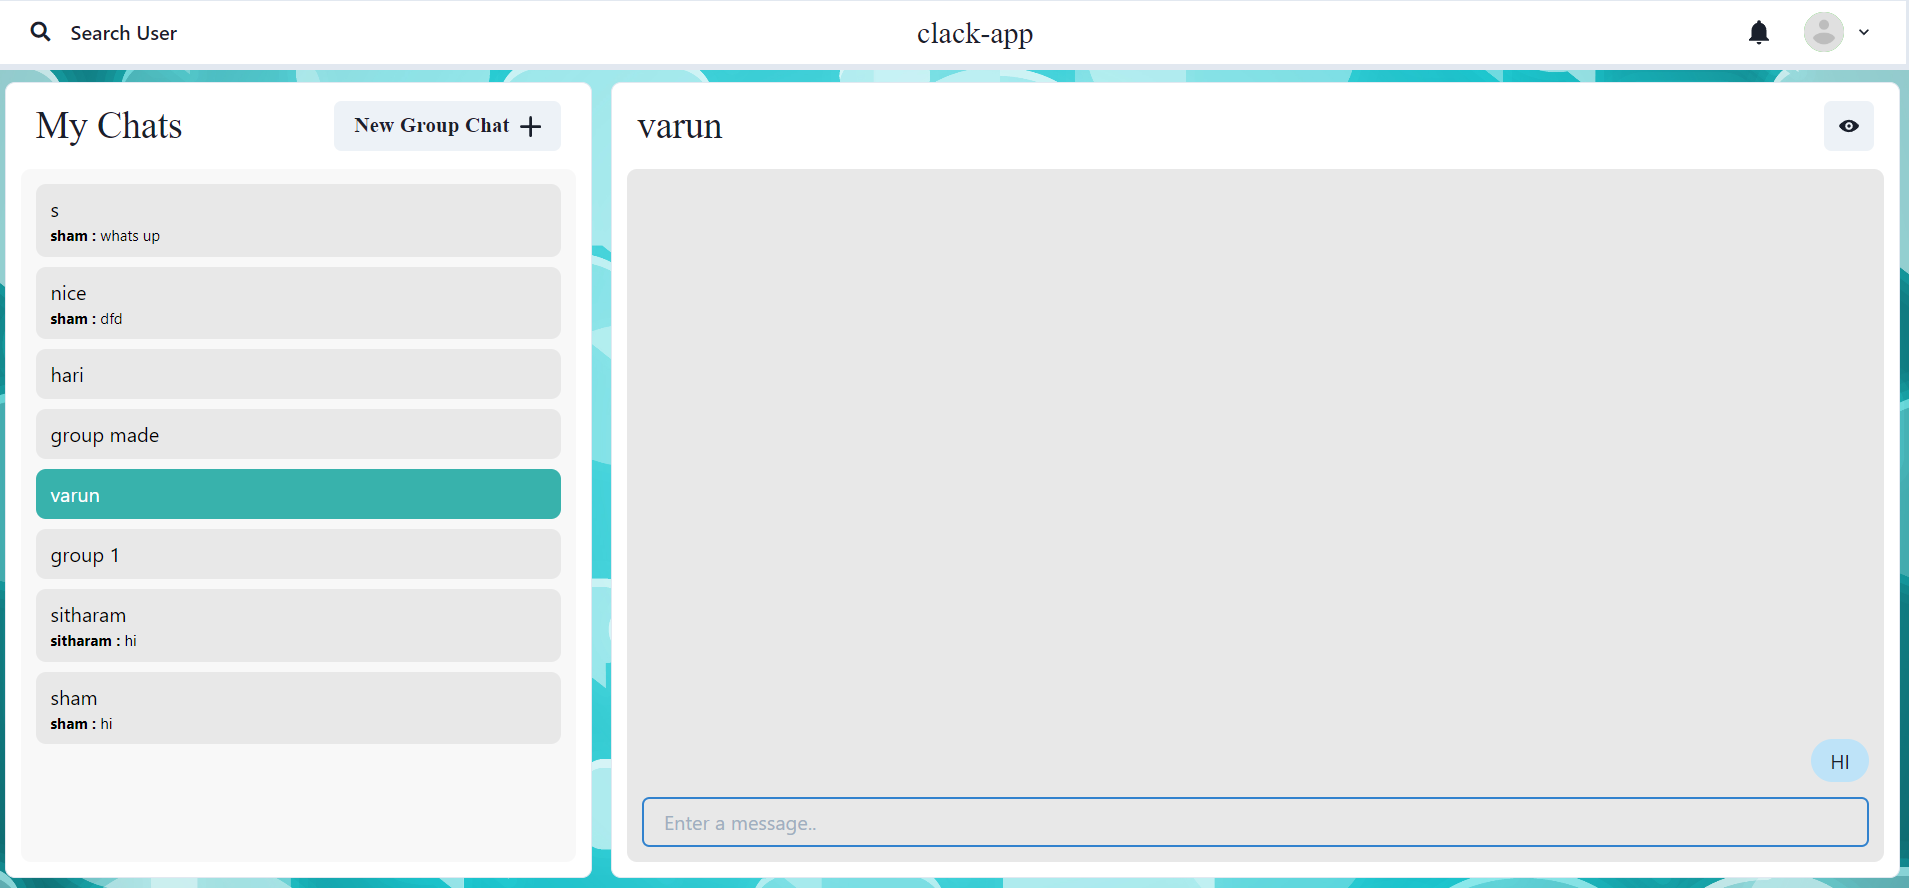 Search User
clack-app
My Chats
New Group Chat
s
sham : whats up
nice
sham : dfd
hari
group made
varun
group 1
sitharam
sitharam : hi
sham
sham : hi
varun
HI
Enter a message..